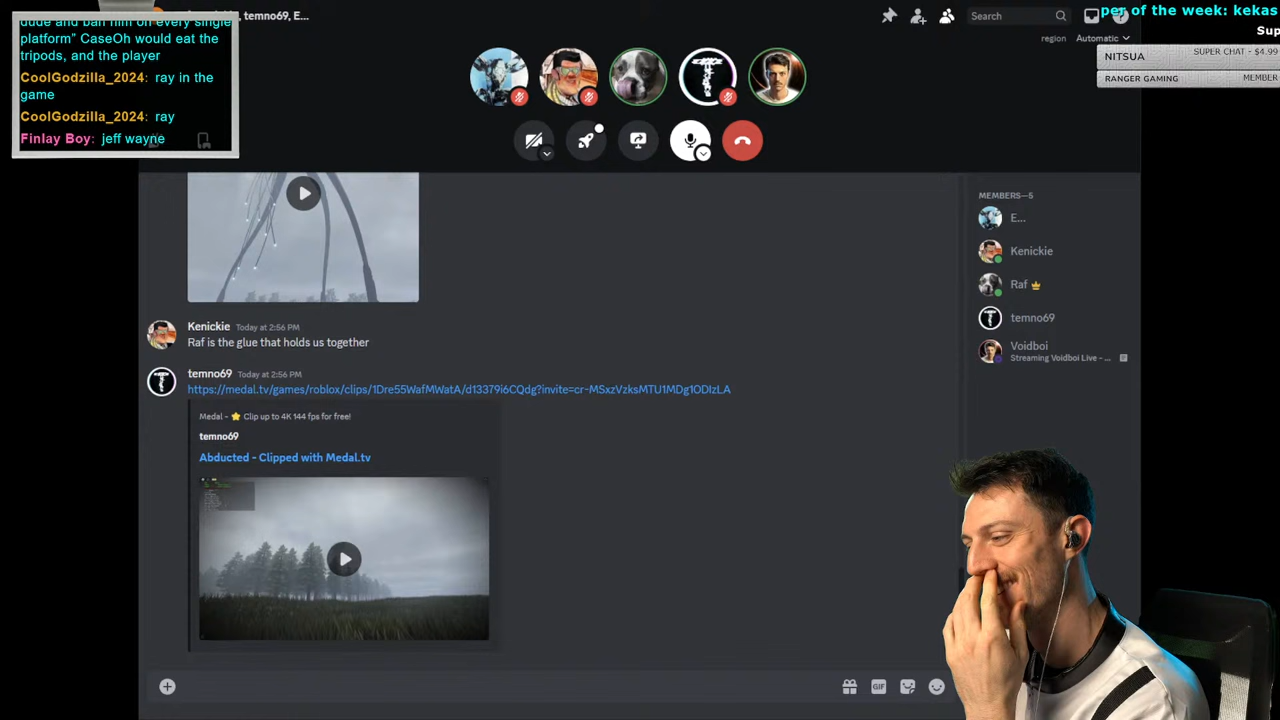 dude and ban him on every single
platform" CaseOh would eat the
tripods, and the player
CoolGodzilla_2024: ray in the
game
CoolGodzilla_2024: ray
Finlay Boy: jeff wayne
, temno69, E...
Search
per of the week: kekas
Sup
region Automatic
NITSUA SUPER CHAT - $4.99
RANGER GAMING MEMBER
MEMBERS—5
E...
Kenickie
Raf
temno69
Voidboi
Streaming Voidboi Live - ...
Kenickie Today at 2:56 PM
Raf is the glue that holds us together
temno69 Today at 2:56 PM
https://medal.tv/games/roblox/clips/1Dre55WafMWatA/d13379i6CQdg?invite=cr-MSxzVzksMTU1MDg1ODIzLA
Medal - ⭐ Clip up to 4K 144 fps for free!
temno69
Abducted - Clipped with Medal.tv
GIF